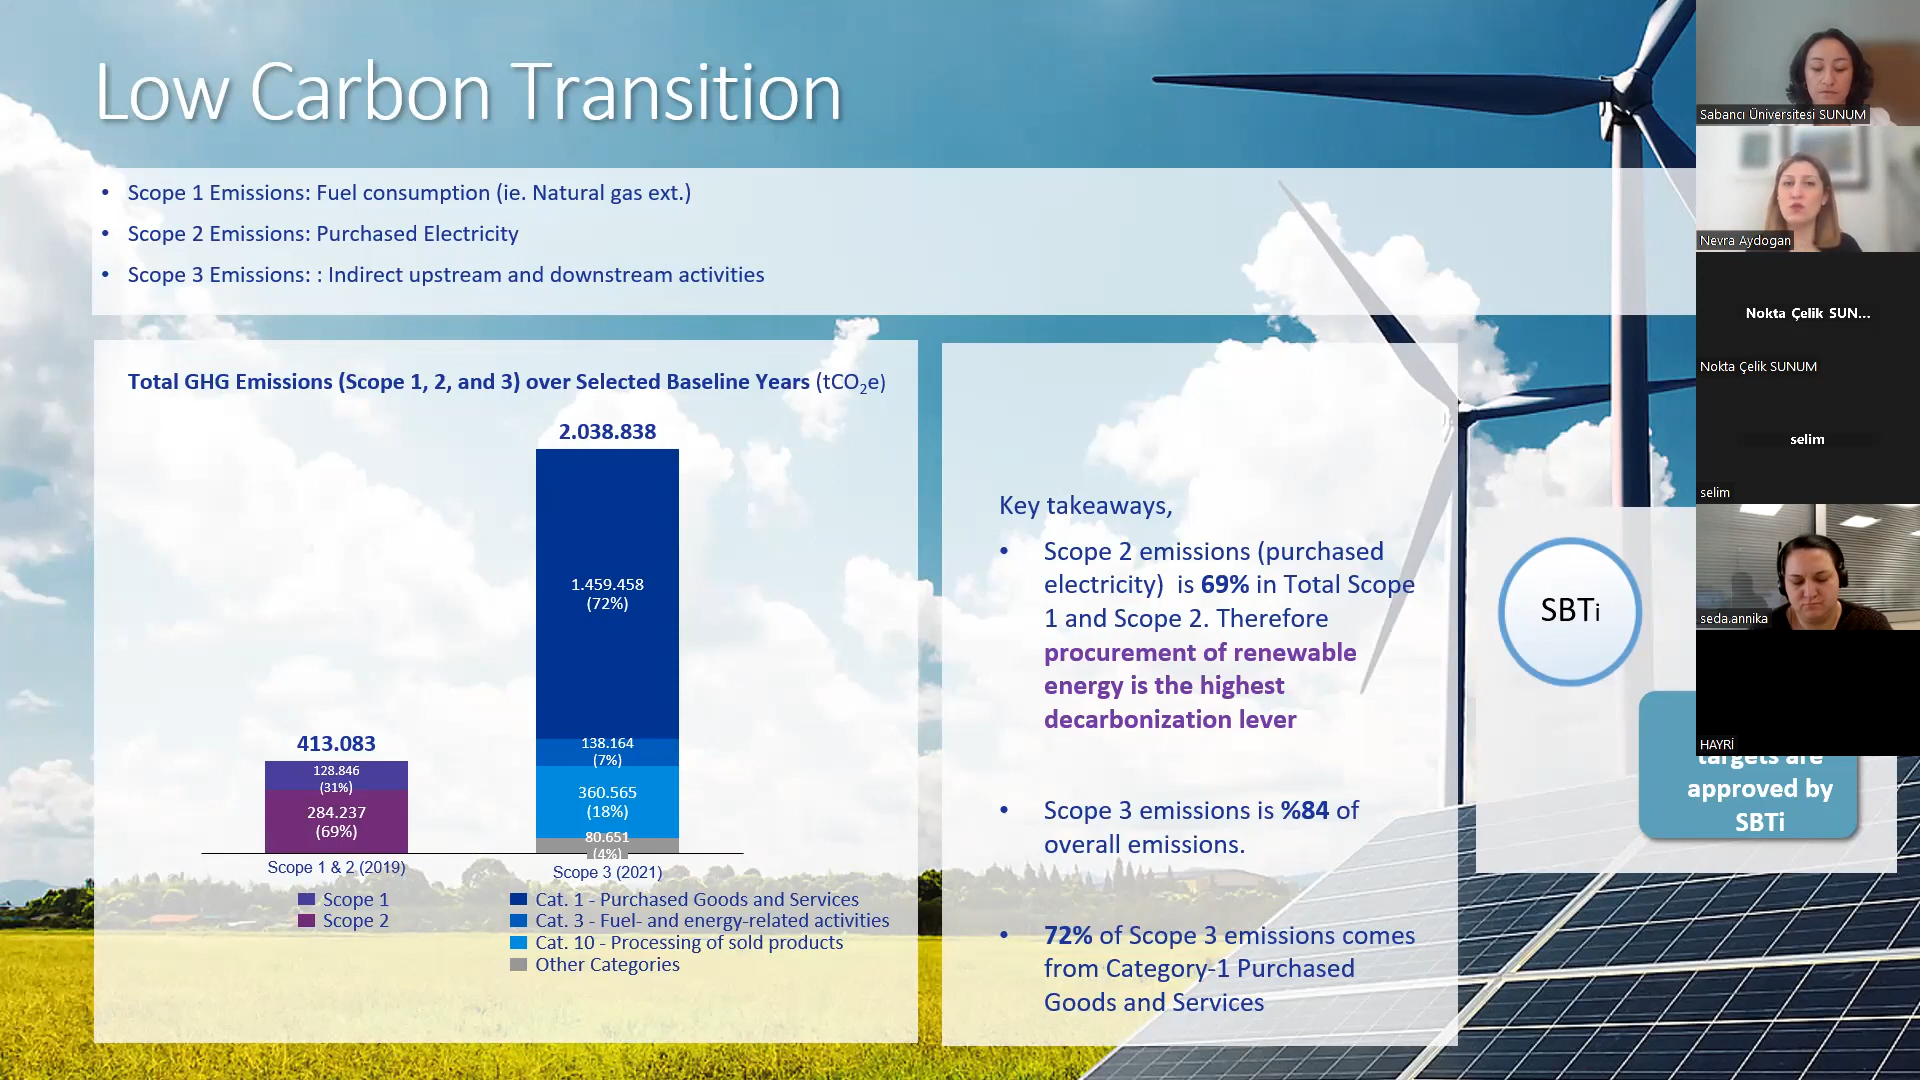 Low Carbon Transition
• Scope 1 Emissions: Fuel consumption (ie. Natural gas ext.)
• Scope 2 Emissions: Purchased Electricity
• Scope 3 Emissions: : Indirect upstream and downstream activities
Total GHG Emissions (Scope 1, 2, and 3) over Selected Baseline Years (tCO2e)
2.038.838
1.459.458
(72%)
138.164
(7%)
360.565
(18%)
80.651
(4%)
413.083
128.846
(31%)
284.237
(69%)
Scope 1 & 2 (2019)
Scope 3 (2021)
Scope 1
Scope 2
Cat. 1 - Purchased Goods and Services
Cat. 3 - Fuel- and energy-related activities
Cat. 10 - Processing of sold products
Other Categories
Key takeaways,
• Scope 2 emissions (purchased
electricity) is 69% in Total Scope
1 and Scope 2. Therefore
procurement of renewable
energy is the highest
decarbonization lever
• Scope 3 emissions is %84 of
overall emissions.
• 72% of Scope 3 emissions comes
from Category-1 Purchased
Goods and Services
SBTi
targets are
approved by
SBTi
Sabancı Üniversitesi SUNUM
Nevra Aydogan
Nokta Çelik SUN...
Nokta Çelik SUNUM
selim
selim
seda.annika
HAYRİ